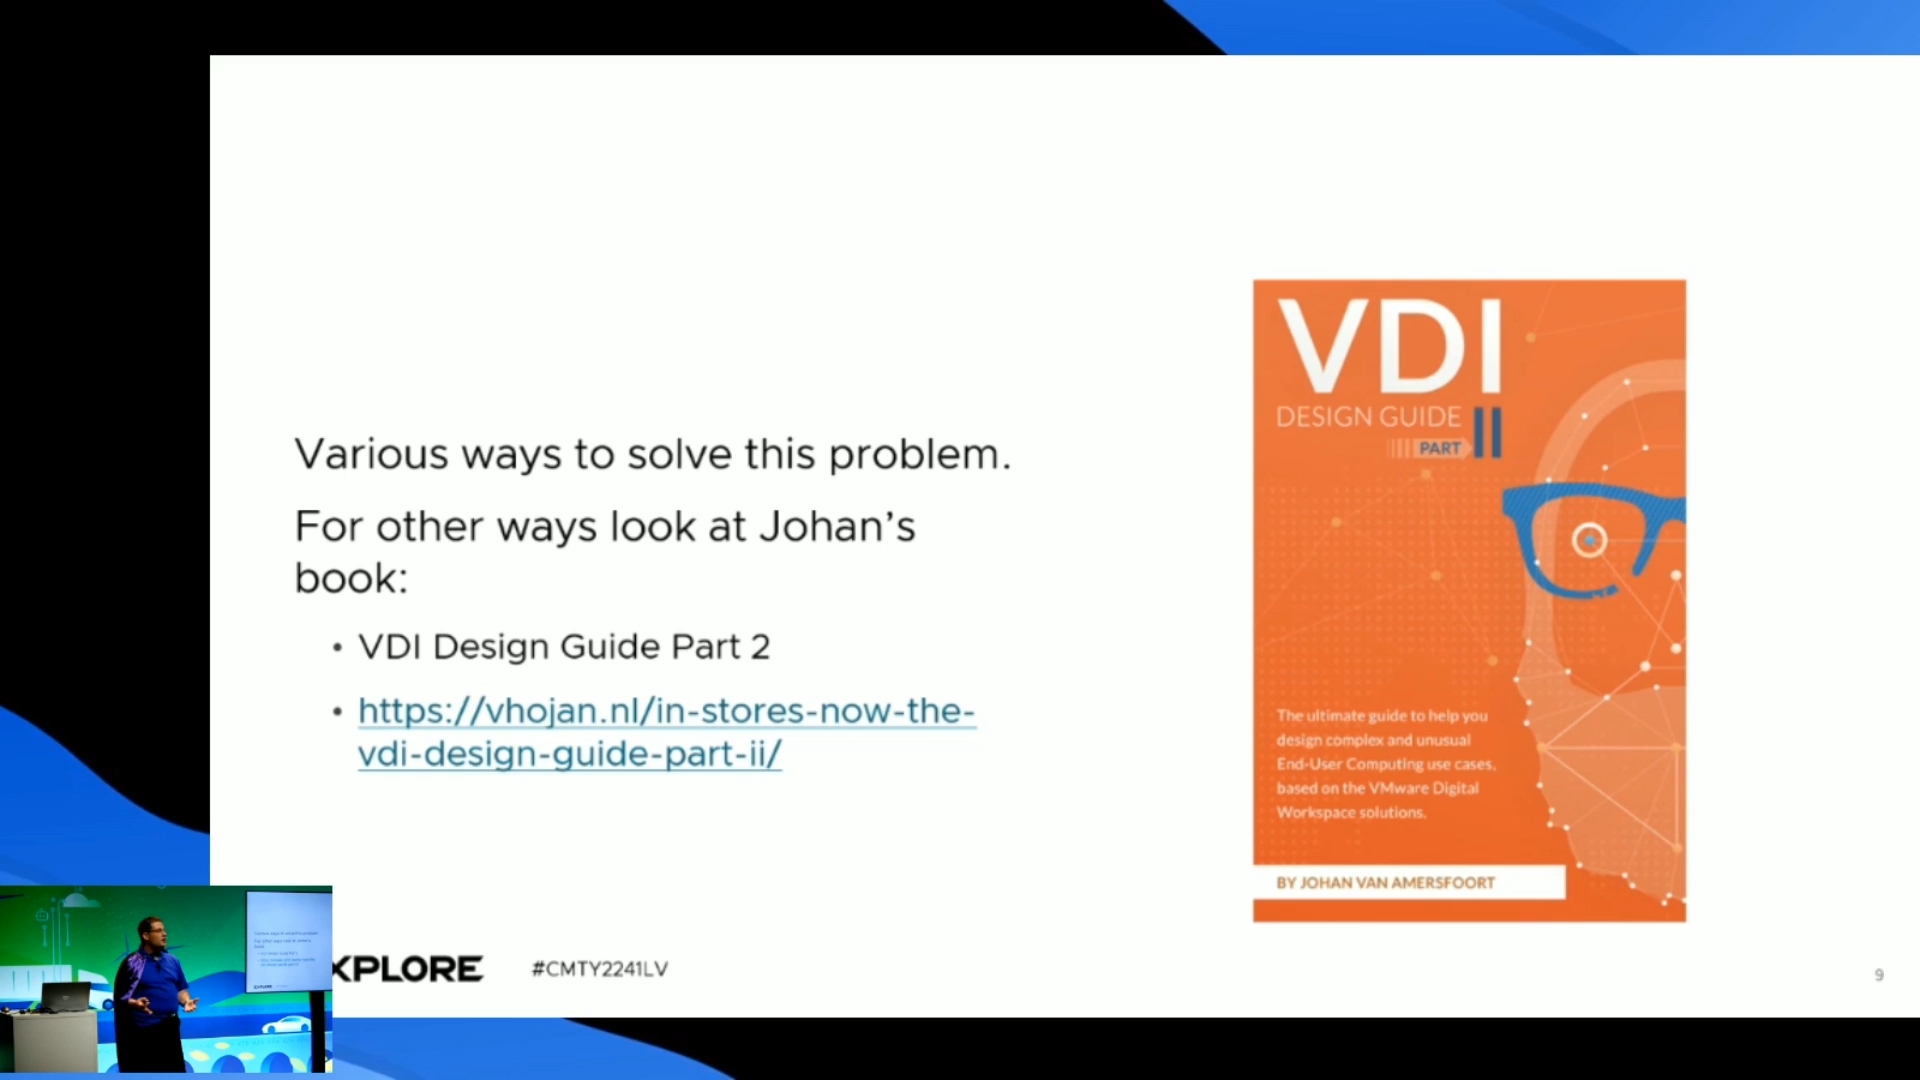 Various ways to solve this problem.
For other ways look at Johan's
book:
• VDI Design Guide Part 2
• https://vhojan.nl/in-stores-now-the-
vdi-design-guide-part-ii/
VDI
DESIGN GUIDE
PART II
The ultimate guide to help you
design complex and unusual
End-User Computing use cases,
based on the VMware Digital
Workspace solutions.
BY JOHAN VAN AMERSFOORT
XPLORE
#CMTY2241LV
9